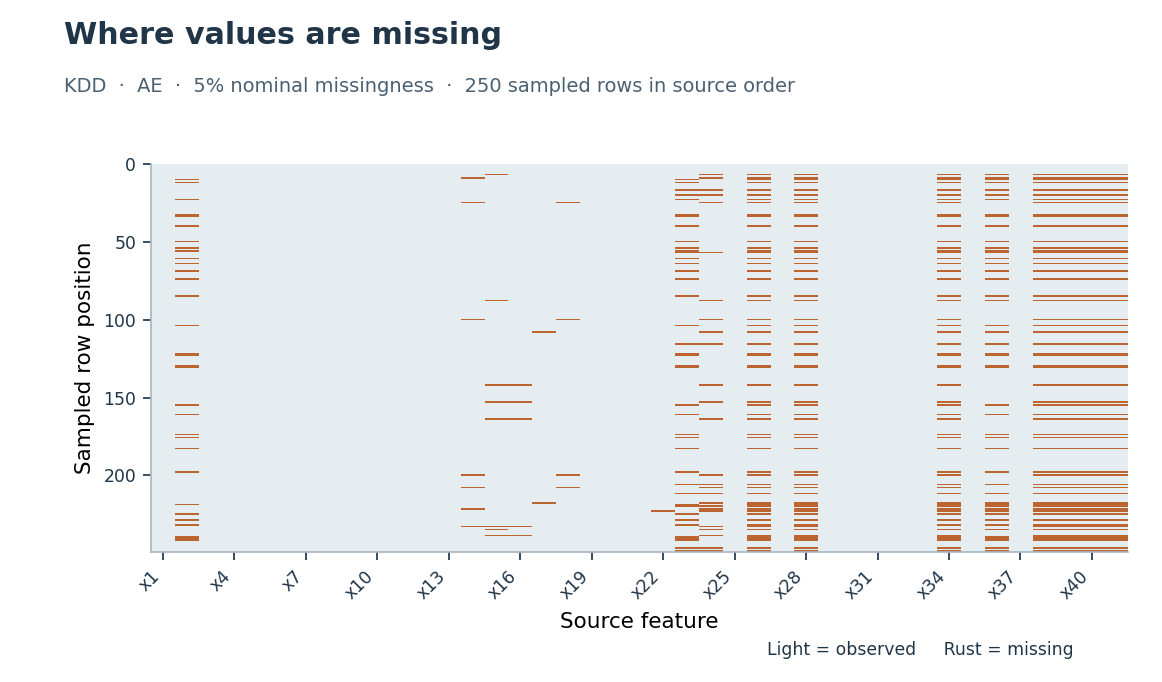 Where values are missing
KDD · AE · 5% nominal missingness · 250 sampled rows in source order
Sampled row position
0
50
100
150
200
x1 x4 x7 x10 x13 x16 x19 x22 x25 x28 x31 x34 x37 x40
Source feature
Light = observed Rust = missing